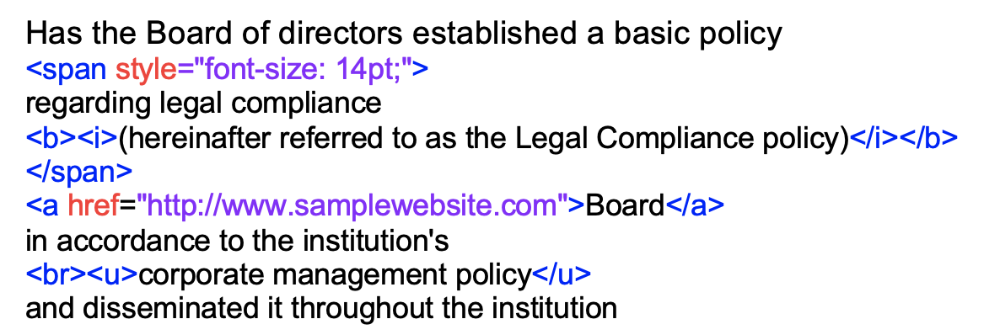 Has the Board of directors established a basic policy
<span style="font-size: 14pt;">
regarding legal compliance
<b><i>(hereinafter referred to as the Legal Compliance policy)</i></b>
</span>
<a href="http://www.samplewebsite.com">Board</a>
in accordance to the institution's
<br><u>corporate management policy</u>
and disseminated it throughout the institution